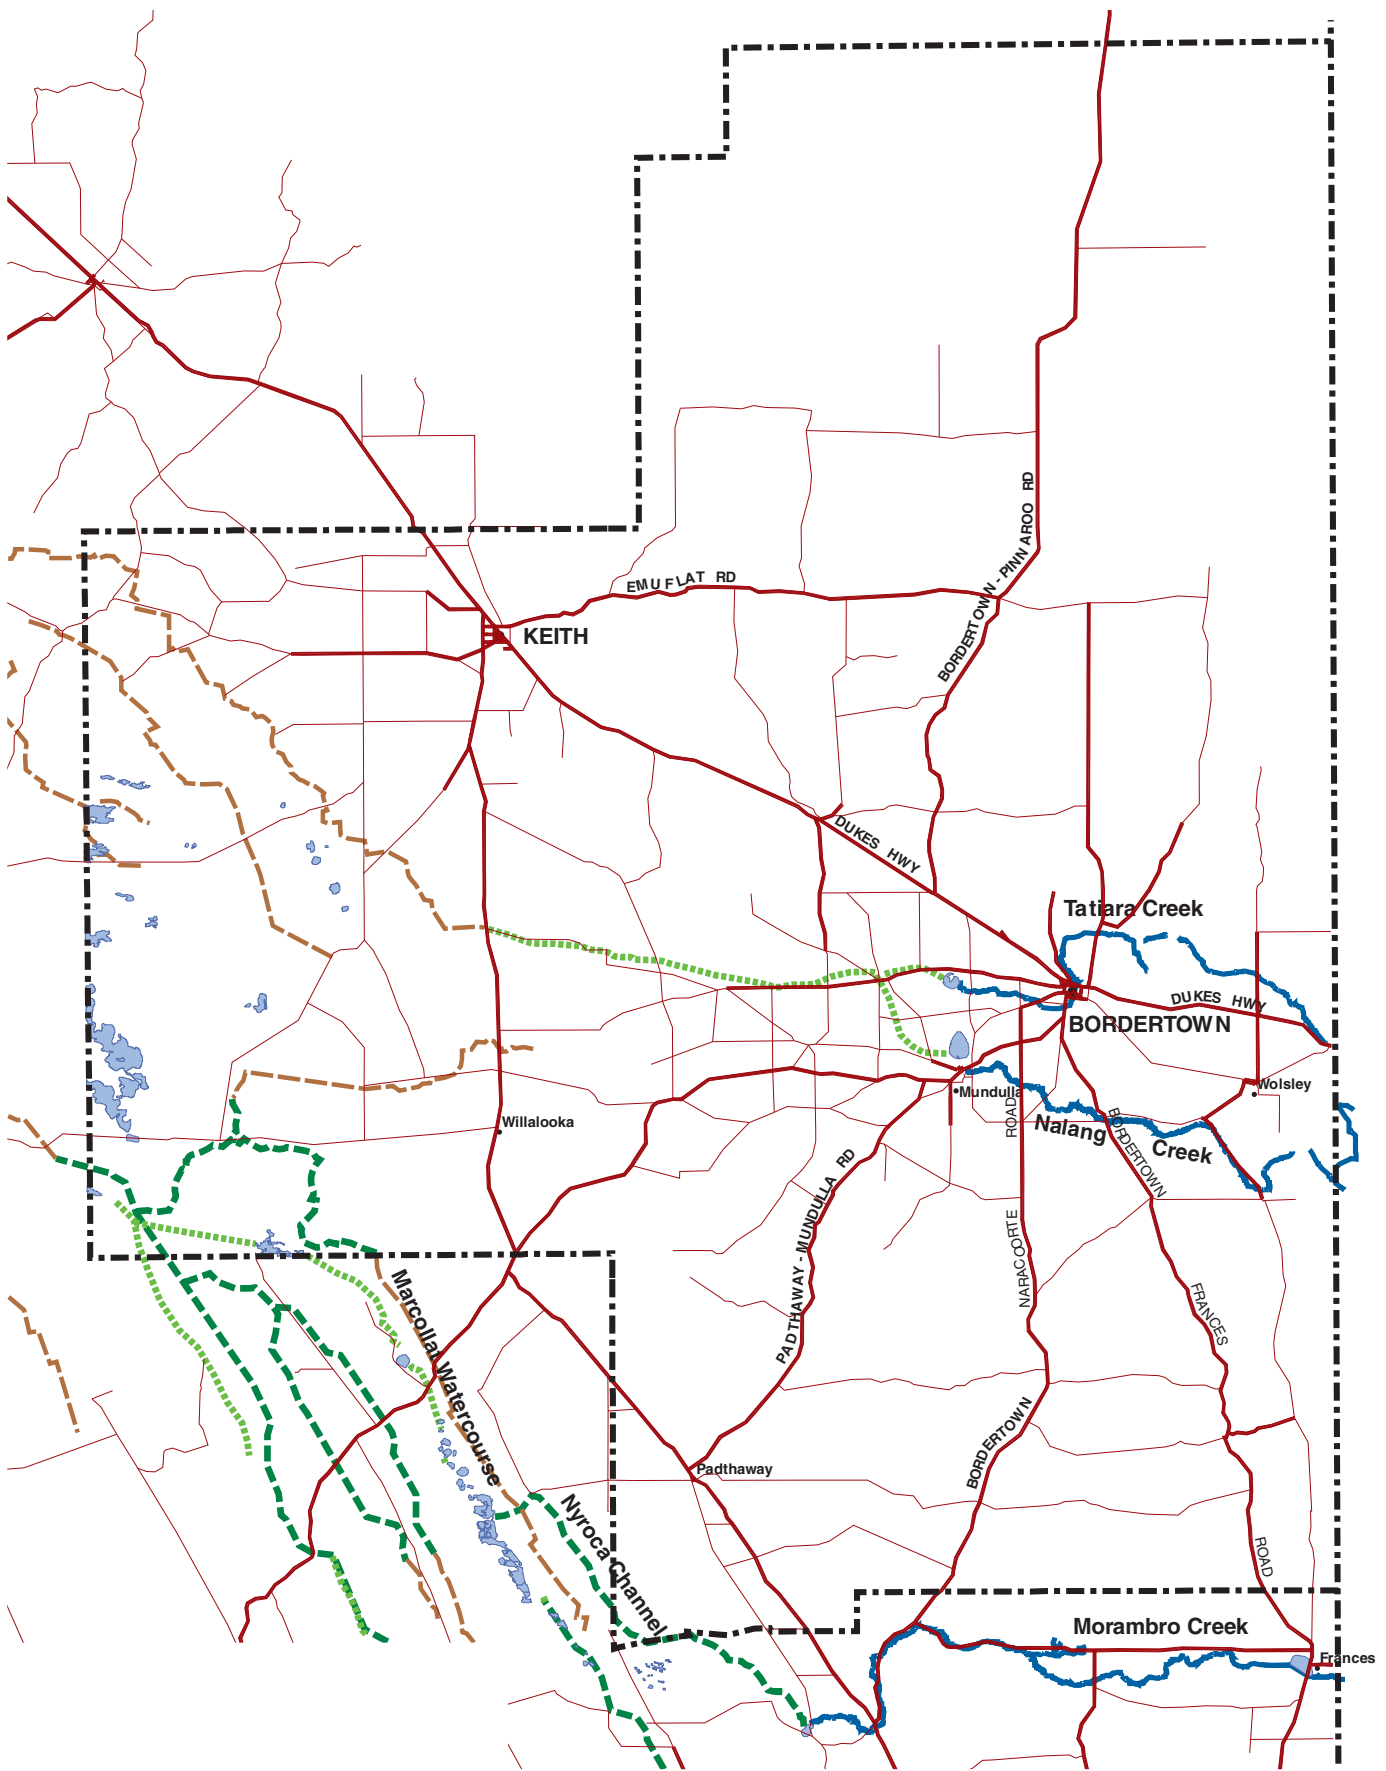 EMU FLAT RD
BORDERTOWN - PINNAROO RD
KEITH
DUKES HWY
Tatiara Creek
DUKES HWY
BORDERTOWN
Wolsley
Mundulla
Willalooka
ROAD
Nalang
Creek
BORDERTOWN
PADTHAWAY - MUNDULLA RD
NARACOORTE
FRANCES
Marcollat Watercourse
BORDERTOWN
Padthaway
Nyroca Channel
ROAD
Morambro Creek
Frances